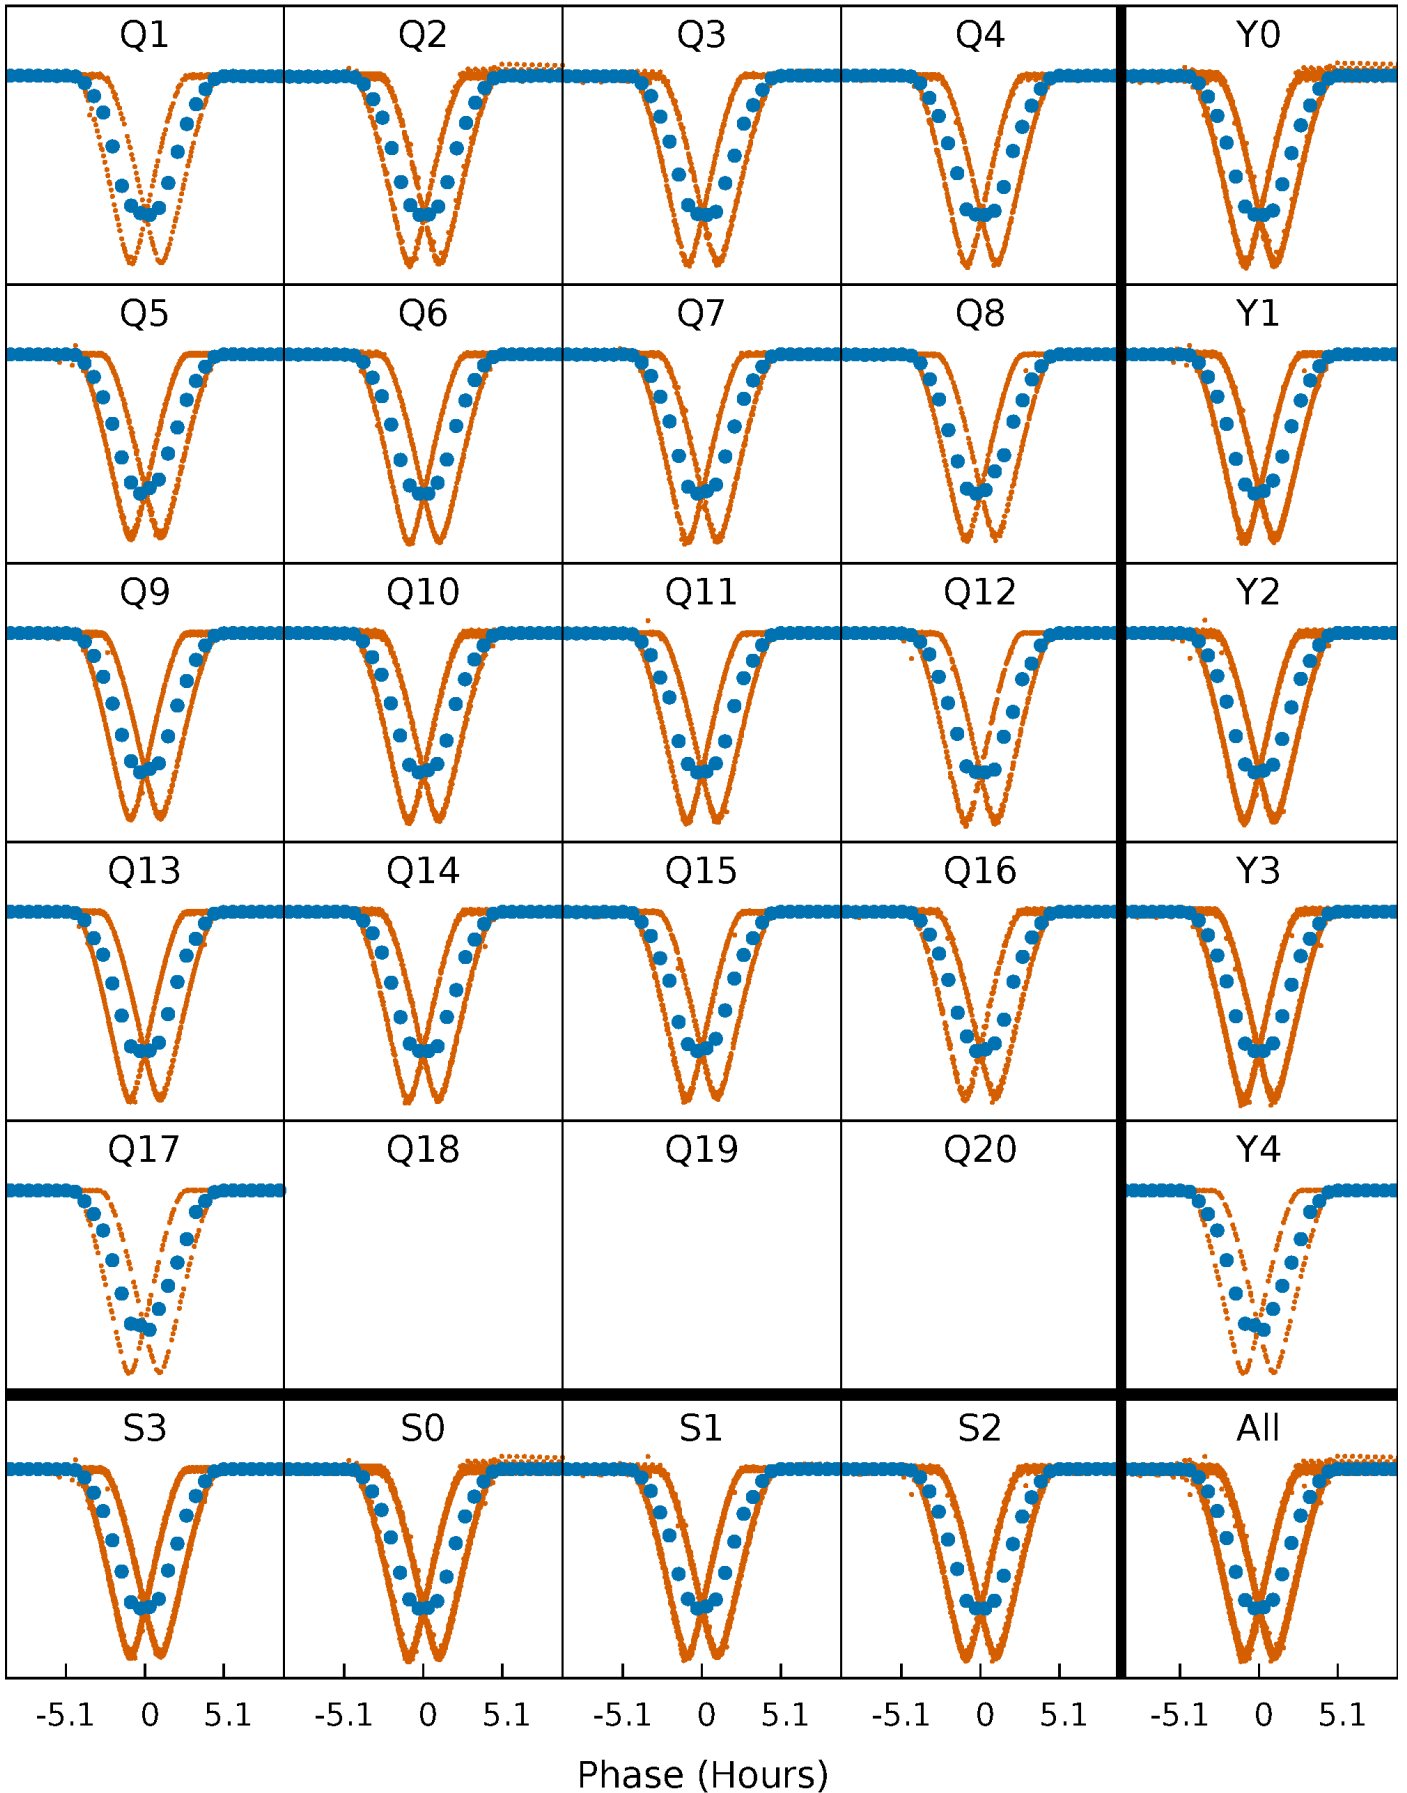 Q1 Q2 Q3 Q4 Y0
Q5 Q6 Q7 Q8 Y1
Q9 Q10 Q11 Q12 Y2
Q13 Q14 Q15 Q16 Y3
Q17 Q18 Q19 Q20 Y4
S3 S0 S1 S2 All
-5.1 0 5.1 -5.1 0 5.1 -5.1 0 5.1 -5.1 0 5.1 -5.1 0 5.1
Phase (Hours)